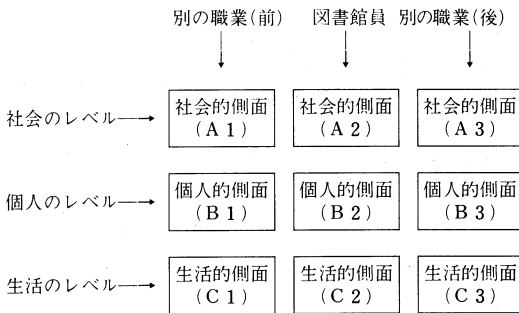 別の職業(前) 図書館員 別の職業(後)
社会のレベル 社会的側面 社会的側面 社会的側面
(A1) (A2) (A3)
個人のレベル 個人的側面 個人的側面 個人的側面
(B1) (B2) (B3)
生活のレベル 生活的側面 生活的側面 生活的側面
(C1) (C2) (C3)